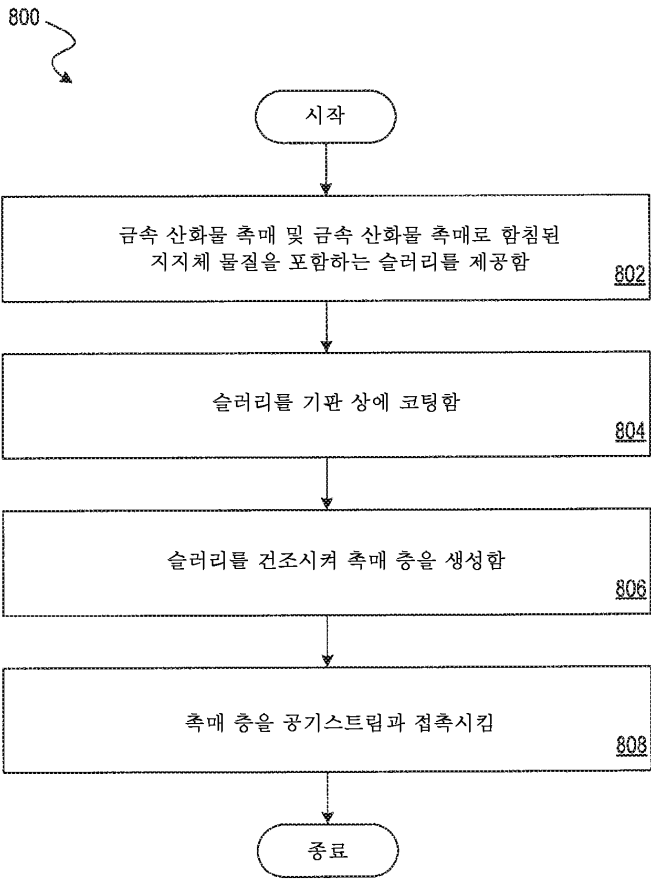 800
시작
금속 산화물 촉매 및 금속 산화물 촉매로 함침된
지지체 물질을 포함하는 슬러리를 제공함
802
슬러리를 기판 상에 코팅함
804
슬러리를 건조시켜 촉매 층을 생성함
806
촉매 층을 공기스트림과 접촉시킴
808
종료